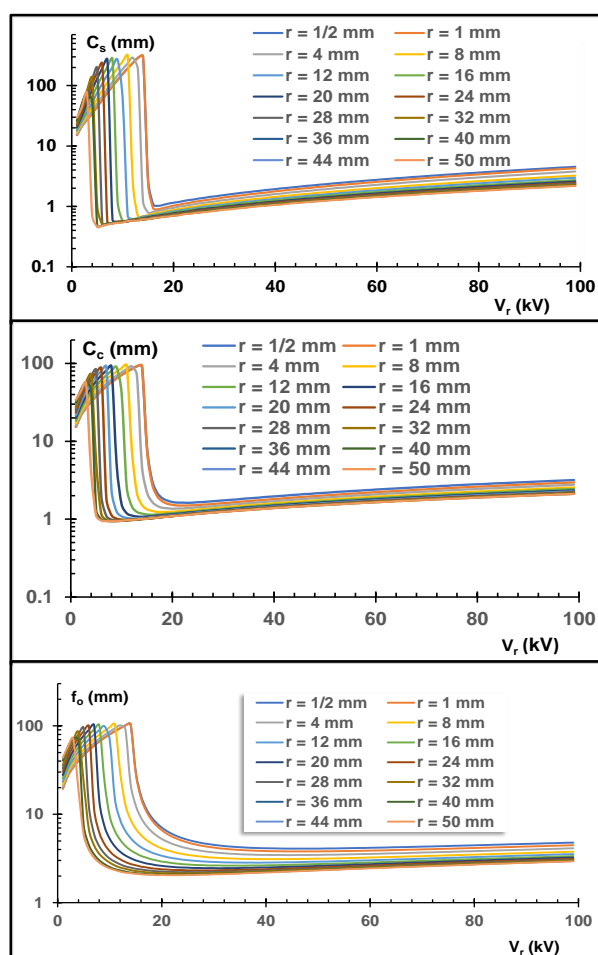 Cs (mm)
r = 1/2 mm r = 1 mm
100 r = 4 mm r = 8 mm
r = 12 mm r = 16 mm
r = 20 mm r = 24 mm
10 r = 28 mm r = 32 mm
r = 36 mm r = 40 mm
r = 44 mm r = 50 mm
1
0.1
0 20 40 60 80 100
Vr (kV)
Cc (mm)
r = 1/2 mm r = 1 mm
100 r = 4 mm r = 8 mm
r = 12 mm r = 16 mm
r = 20 mm r = 24 mm
10 r = 28 mm r = 32 mm
r = 36 mm r = 40 mm
r = 44 mm r = 50 mm
1
0.1
0 20 40 60 80 100
Vr (kV)
fo (mm)
r = 1/2 mm r = 1 mm
100 r = 4 mm r = 8 mm
r = 12 mm r = 16 mm
r = 20 mm r = 24 mm
r = 28 mm r = 32 mm
10 r = 36 mm r = 40 mm
r = 44 mm r = 50 mm
1
0 20 40 60 80 100
Vr (kV)